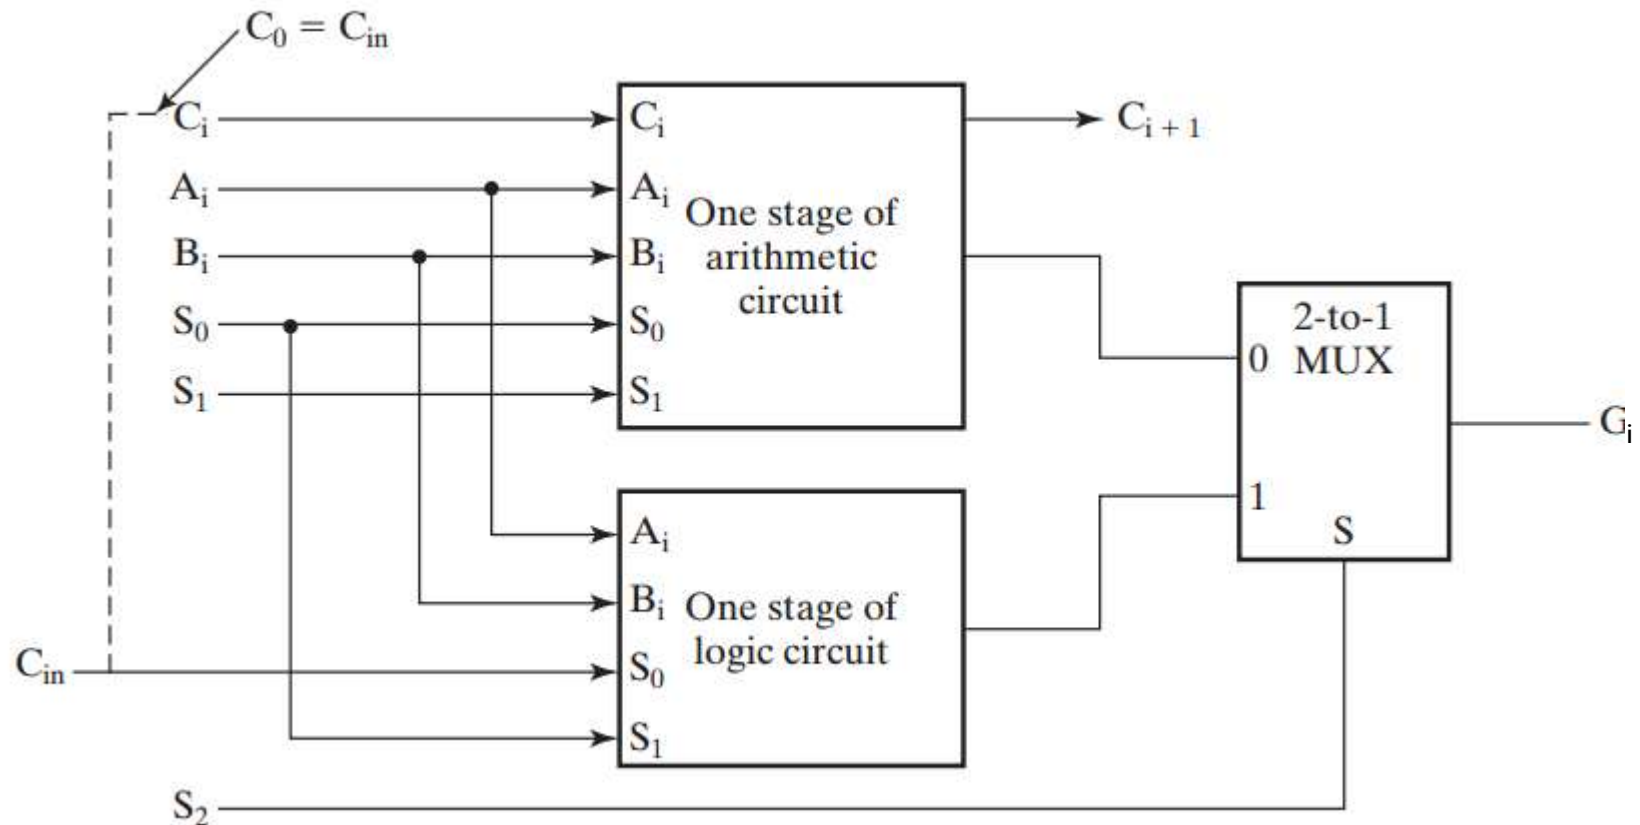 C₀ = Cᵢₙ
Cᵢ
Cᵢ
Cᵢ ₊ ₁
Aᵢ
Aᵢ
One stage of
arithmetic
circuit
Bᵢ
Bᵢ
S₀
S₀
S₁
S₁
2-to-1
MUX
0
1
S
Gᵢ
Aᵢ
Bᵢ
One stage of
logic circuit
Cᵢₙ
S₀
S₁
S₂